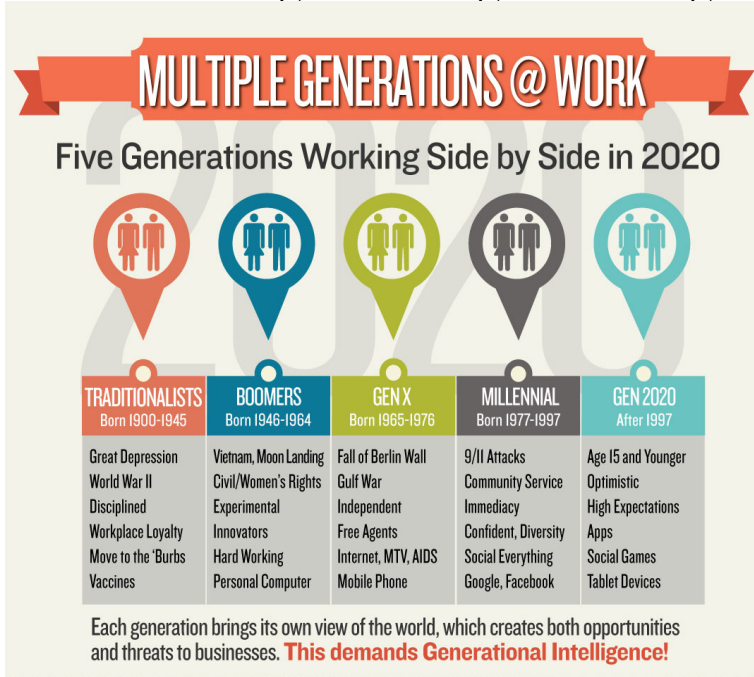 MULTIPLE GENERATIONS @ WORK
2020
Five Generations Working Side by Side in 2020
TRADITIONALISTS
Born 1900-1945
Great Depression
World War II
Disciplined
Workplace Loyalty
Move to the ‘Burbs
Vaccines
BOOMERS
Born 1946-1964
Vietnam, Moon Landing
Civil/Women's Rights
Experimental
Innovators
Hard Working
Personal Computer
GEN X
Born 1965-1976
Fall of Berlin Wall
Gulf War
Independent
Free Agents
Internet, MTV, AIDS
Mobile Phone
MILLENNIAL
Born 1977-1997
9/11 Attacks
Community Service
Immediacy
Confident, Diversity
Social Everything
Google, Facebook
GEN 2020
After 1997
Age 15 and Younger
Optimistic
High Expectations
Apps
Social Games
Tablet Devices
Each generation brings its own view of the world, which creates both opportunities
and threats to businesses. This demands Generational Intelligence!